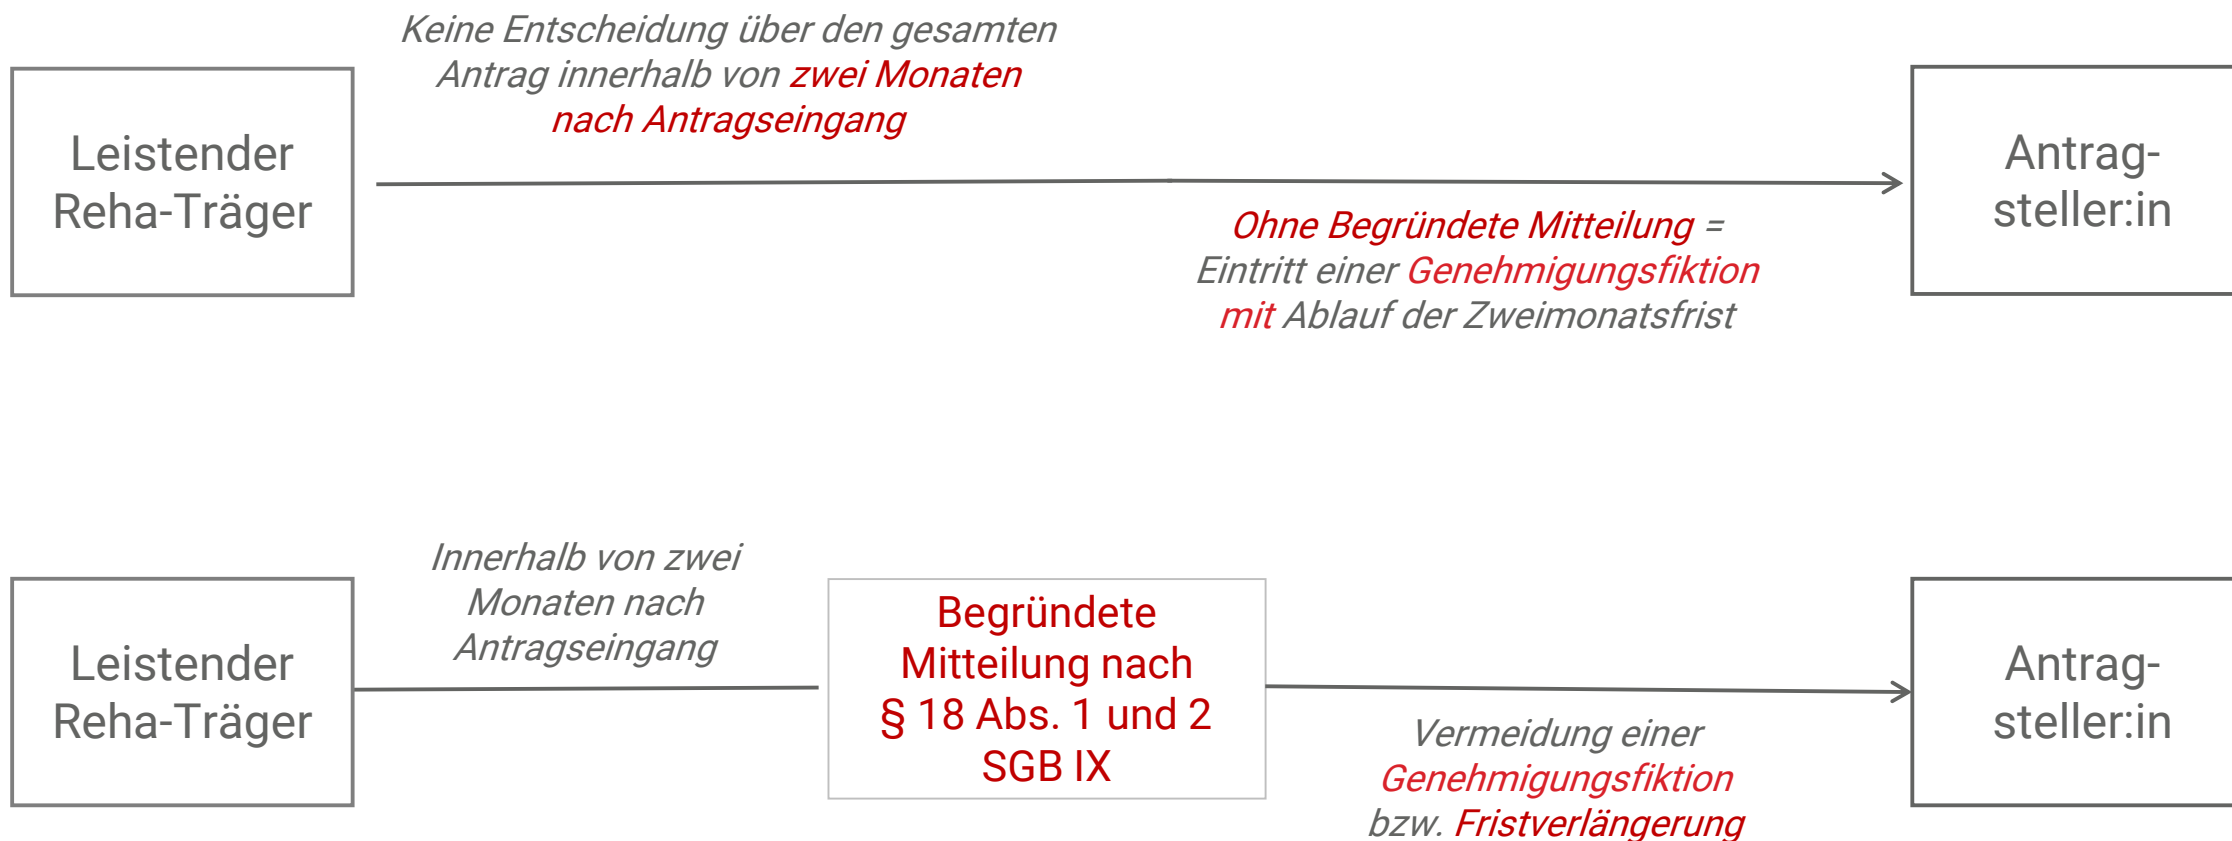 Keine Entscheidung über den gesamten
Antrag innerhalb von zwei Monaten
nach Antragseingang
Leistender
Reha-Träger
Antrag-
steller:in
Ohne Begründete Mitteilung =
Eintritt einer Genehmigungsfiktion
mit Ablauf der Zweimonatsfrist
Innerhalb von zwei
Monaten nach
Antragseingang
Leistender
Reha-Träger
Begründete
Mitteilung nach
§ 18 Abs. 1 und 2
SGB IX
Antrag-
steller:in
Vermeidung einer
Genehmigungsfiktion
bzw. Fristverlängerung